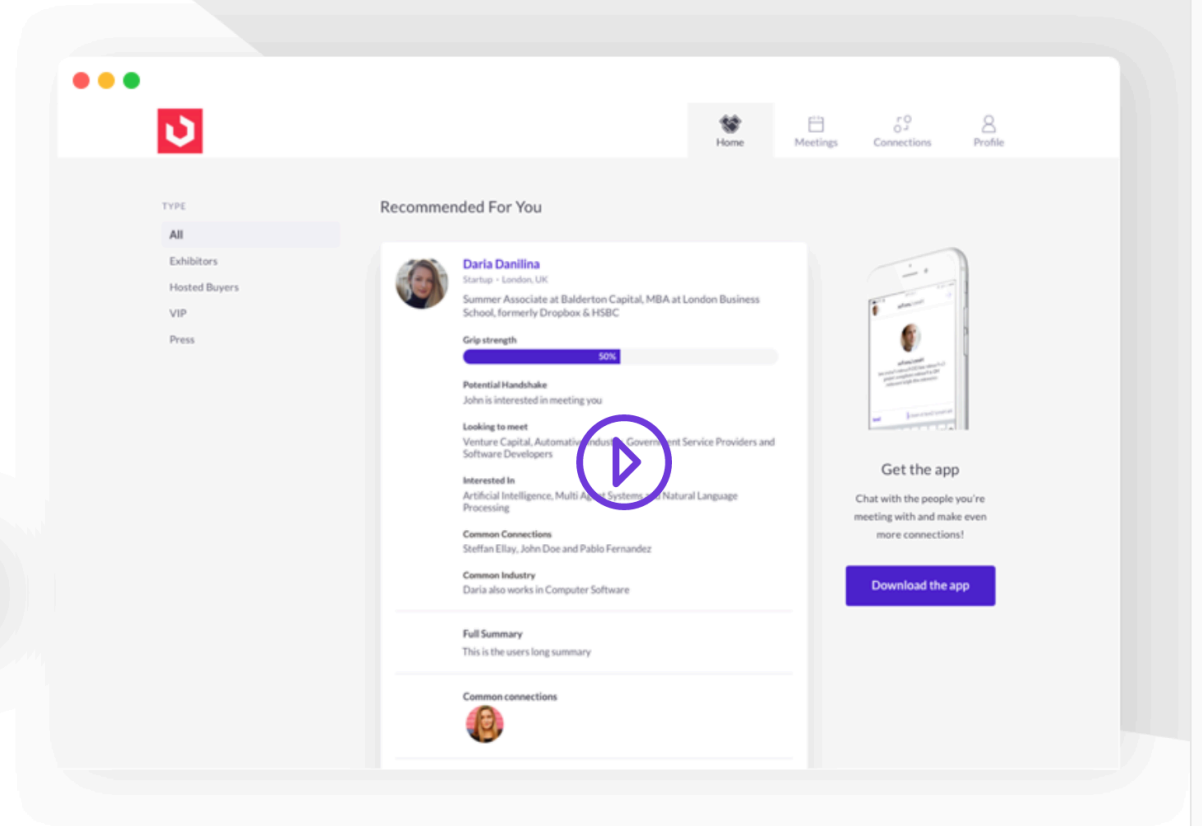 Home
Meetings
Connections
Profile
TYPE
All
Exhibitors
Hosted Buyers
VIP
Press
Recommended For You
Daria Danilina
Startup • London, UK
Summer Associate at Balderton Capital, MBA at London Business
School, formerly Dropbox & HSBC
Grip strength
50%
Potential Handshake
John is interested in meeting you
Looking to meet
Venture Capital, Automative Industry, Government Service Providers and
Software Developers
Interested In
Artificial Intelligence, Multi Agent Systems and Natural Language
Processing
Common Connections
Steffan Ellay, John Doe and Pablo Fernandez
Common Industry
Daria also works in Computer Software
Full Summary
This is the users long summary
Common connections
Get the app
Chat with the people you're
meeting with and make even
more connections!
Download the app